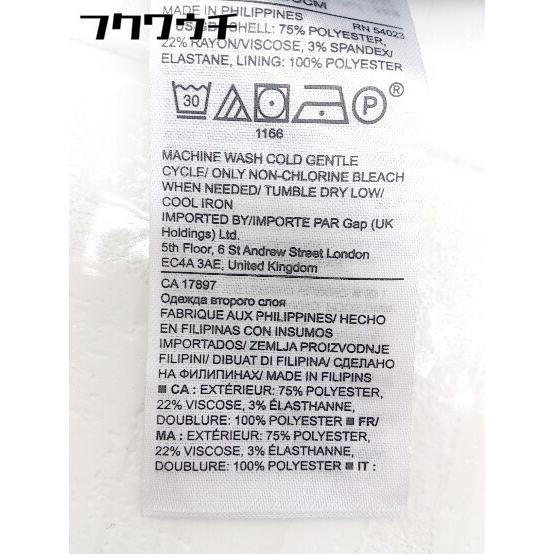 フクウウチ
MADE IN PHILIPPINES
RN 54023
SHELL: 75% POLYESTER,
22% RAYON/VISCOSE, 3% SPANDEX/
ELASTANE, LINING: 100% POLYESTER
30
P
®
1166
MACHINE WASH COLD GENTLE
CYCLE/ ONLY NON-CHLORINE BLEACH
WHEN NEEDED/ TUMBLE DRY LOW/
COOL IRON
IMPORTED BY/IMPORTE PAR Gap (UK
Holdings) Ltd.
5th Floor, 6 St Andrew Street London
EC4A 3AE, United Kingdom
CA 17897
Одежда второго слоя
FABRIQUE AUX PHILIPPINES/ HECHO
EN FILIPINAS CON INSUMOS
IMPORTADOS/ ZEMLJA PROIZVODNJE
FILIPINI/ DIBUAT DI FILIPINA/ СДЕЛАНО
НА ФИЛИПИНАХ/ MADE IN FILIPINS
■ CA : EXTÉRIEUR: 75% POLYESTER,
22% VISCOSE, 3% ÉLASTHANNE,
DOUBLURE: 100% POLYESTER ■ FR/
MA : EXTÉRIEUR: 75% POLYESTER,
22% VISCOSE, 3% ÉLASTHANNE,
DOUBLURE: 100% POLYESTER ■ IT :